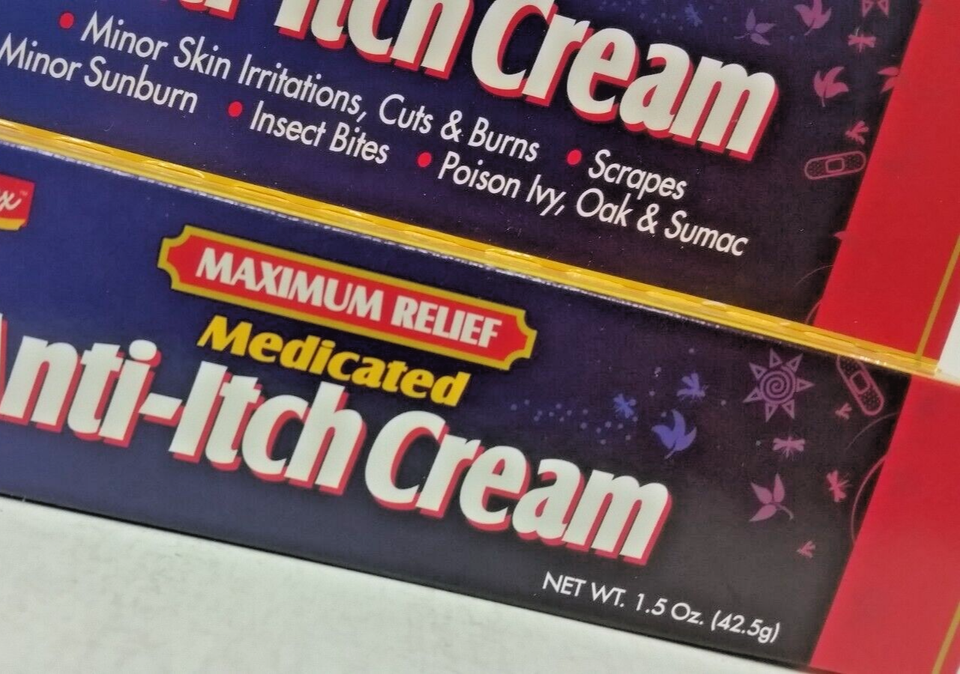 Itch Cream
• Minor Skin Irritations, Cuts & Burns • Scrapes
Minor Sunburn • Insect Bites • Poison Ivy, Oak & Sumac
MAXIMUM RELIEF
Medicated
Anti-Itch Cream
NET WT. 1.5 Oz. (42.5g)